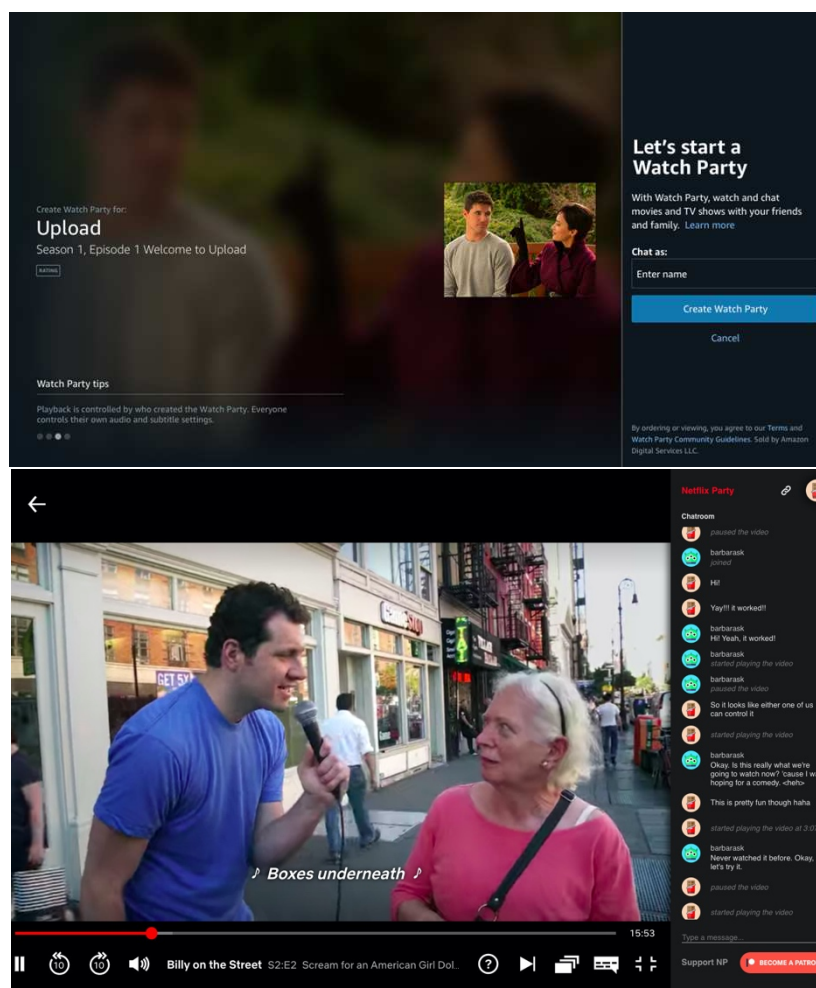 Create Watch Party for:
Upload
Season 1, Episode 1 Welcome to Upload
RATING
Watch Party tips
Playback is controlled by who created the Watch Party. Everyone
controls their own audio and subtitle settings.
Let's start a
Watch Party
With Watch Party, watch and chat
movies and TV shows with your friends
and family. Learn more
Chat as:
Enter name
Create Watch Party
Cancel
By ordering or viewing, you agree to our Terms and
Watch Party Community Guidelines. Sold by Amazon
Digital Services LLC.
GET 5X
♪ Boxes underneath ♪
15:53
10
10
Billy on the Street S2:E2 Scream for an American Girl Dol..
?
Netflix Party
Chatroom
paused the video
barbarask
joined
Hi!
Yay!!! it worked!!
barbarask
Hi! Yeah, it worked!
barbarask
started playing the video
barbarask
paused the video
So it looks like either one of us
can control it
started playing the video
barbarask
Okay. Is this really what we're
going to watch now? 'cause I w
hoping for a comedy. <heh>
This is pretty fun though haha
started playing the video at 3:0
barbarask
Never watched it before. Okay,
let's try it.
paused the video
started playing the video
Type a message...
Support NP
BECOME A PATRO